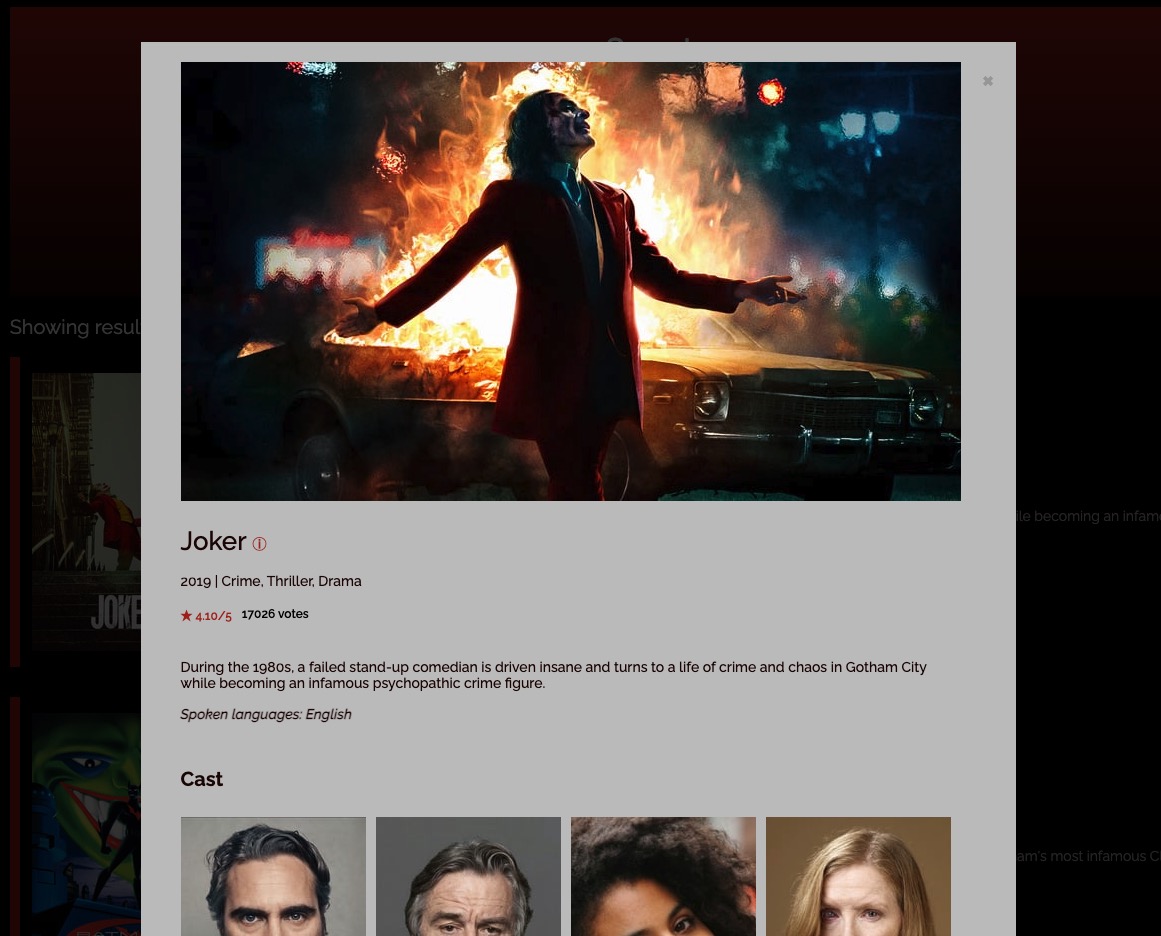 Showing resul
JOKE
Joker ⓘ
2019 | Crime, Thriller, Drama
★ 4.10/5 17026 votes
During the 1980s, a failed stand-up comedian is driven insane and turns to a life of crime and chaos in Gotham City
while becoming an infamous psychopathic crime figure.
Spoken languages: English
Cast
ile becoming an infam
am's most infamous C